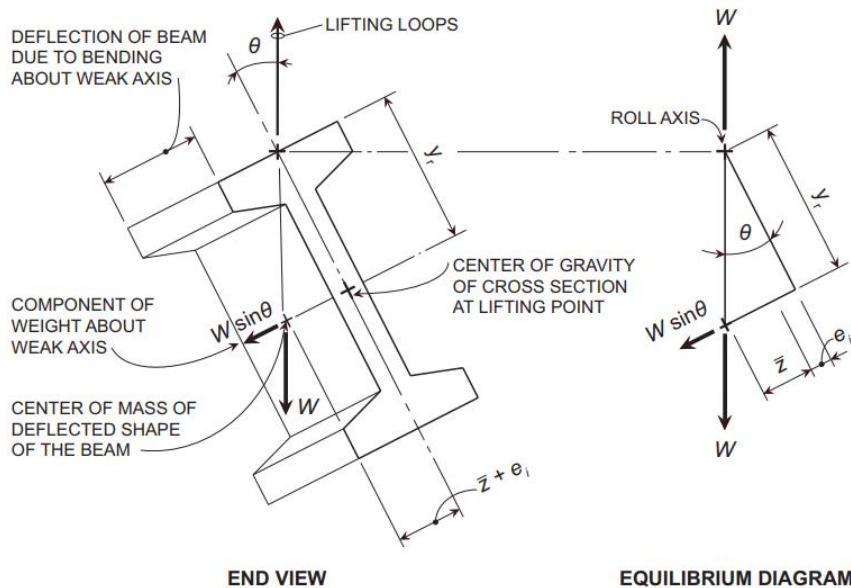 DEFLECTION OF BEAM
DUE TO BENDING
ABOUT WEAK AXIS
θ
LIFTING LOOPS
yᵣ
CENTER OF GRAVITY
OF CROSS SECTION
AT LIFTING POINT
COMPONENT OF
WEIGHT ABOUT
WEAK AXIS
W sinθ
W
CENTER OF MASS OF
DEFLECTED SHAPE
OF THE BEAM
z̅ + eᵢ
END VIEW
W
ROLL AXIS
yᵣ
θ
W sinθ
z̅
eᵢ
W
EQUILIBRIUM DIAGRAM